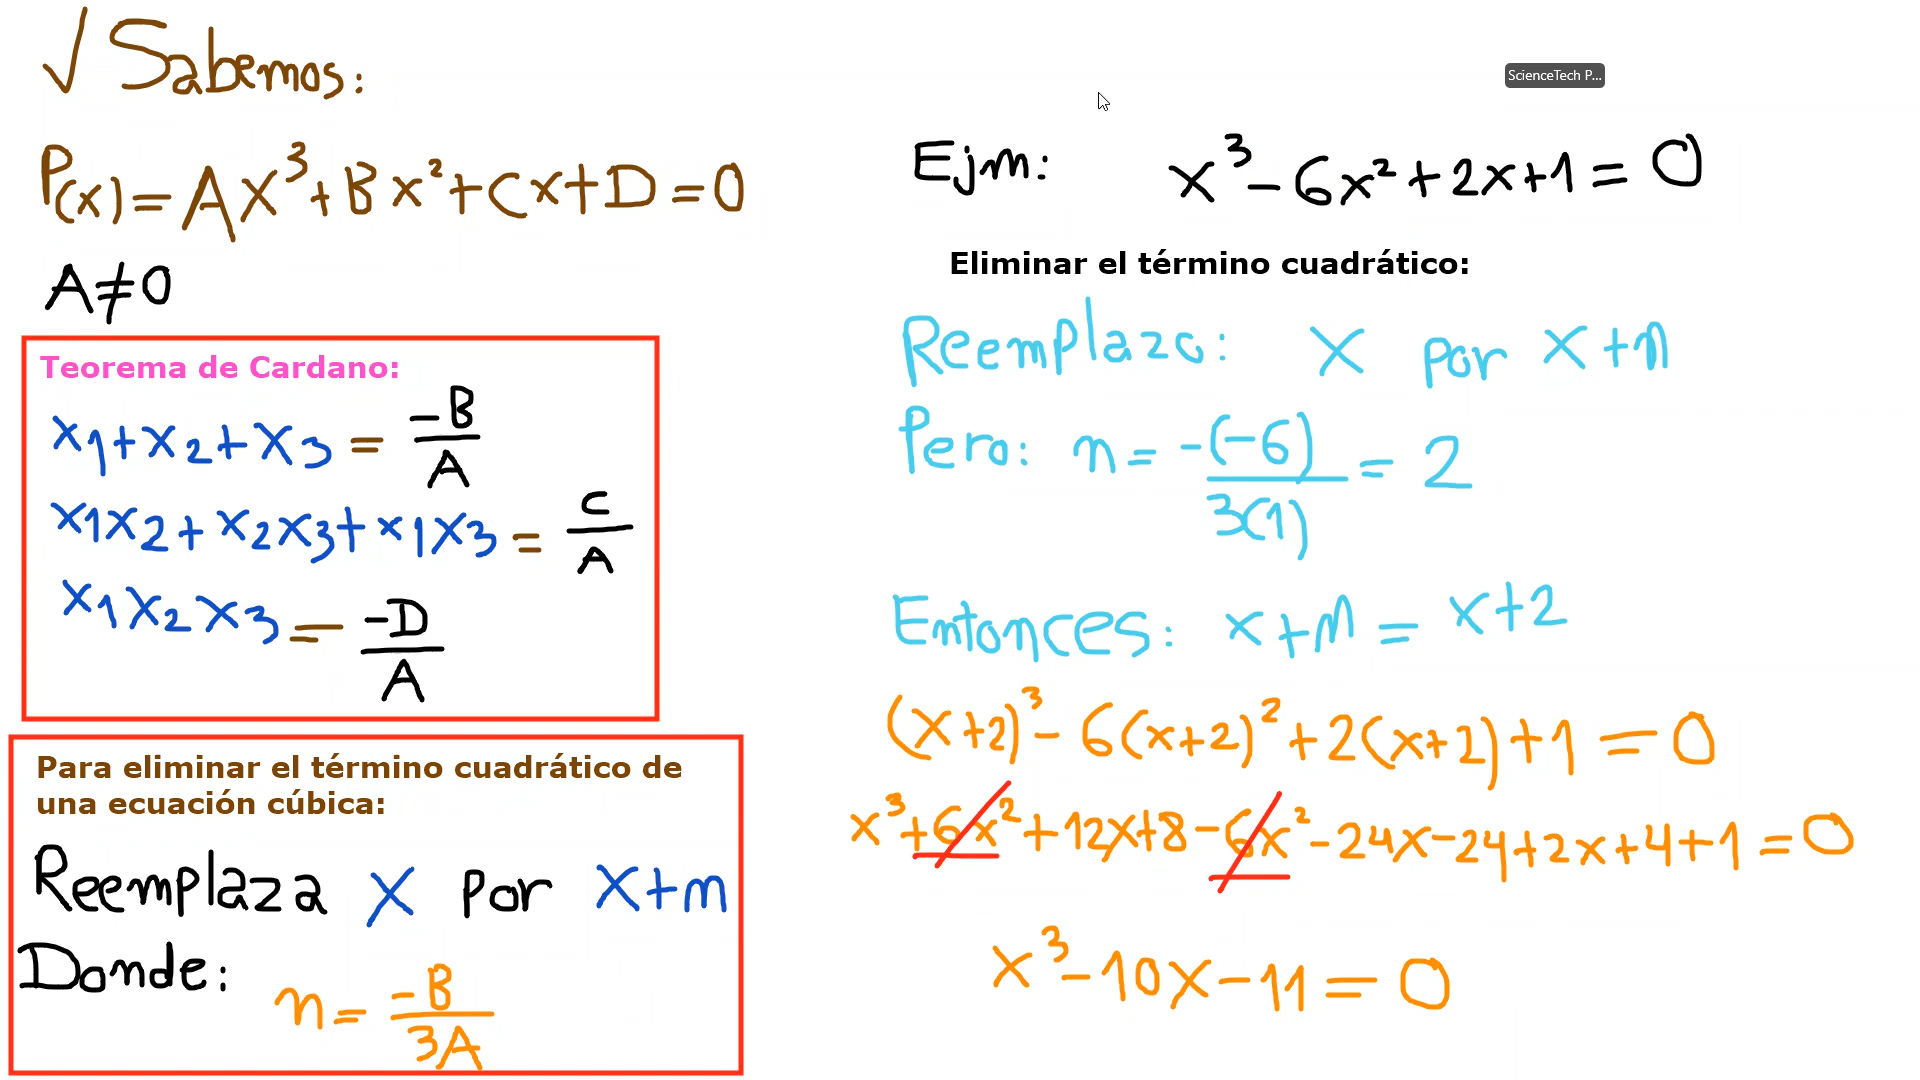 √ Sabemos:
P(x) = Ax³ + Bx² + Cx + D = 0
A ≠ 0
Teorema de Cardano:
x1 + x2 + x3 = -B/A
x1x2 + x2x3 + x1x3 = C/A
x1x2x3 = -D/A
Para eliminar el término cuadrático de
una ecuación cúbica:
Reemplaza x por x+n
Donde:
n = -B/3A
ScienceTech P...
Ejm: x³ - 6x² + 2x + 1 = 0
Eliminar el término cuadrático:
Reemplazo: x por x+n
Pero: n = -(-6)/3(1) = 2
Entonces: x+n = x+2
(x+2)³ - 6(x+2)² + 2(x+2) + 1 = 0
x³ + 6x² + 12x + 8 - 6x² - 24x - 24 + 2x + 4 + 1 = 0
x³ - 10x - 11 = 0